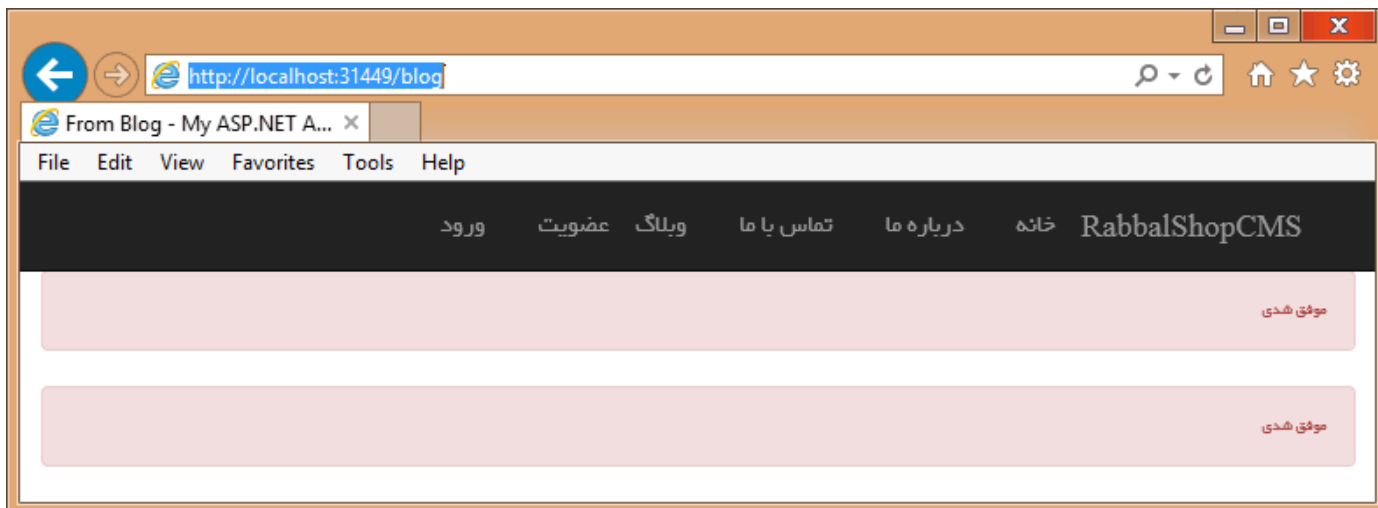 http://localhost:31449/blog
From Blog - My ASP.NET A...
File Edit View Favorites Tools Help
RabbalShopCMS خانه درباره ما تماس با ما وبلاگ عضویت ورود
موفق شدی
موفق شدی